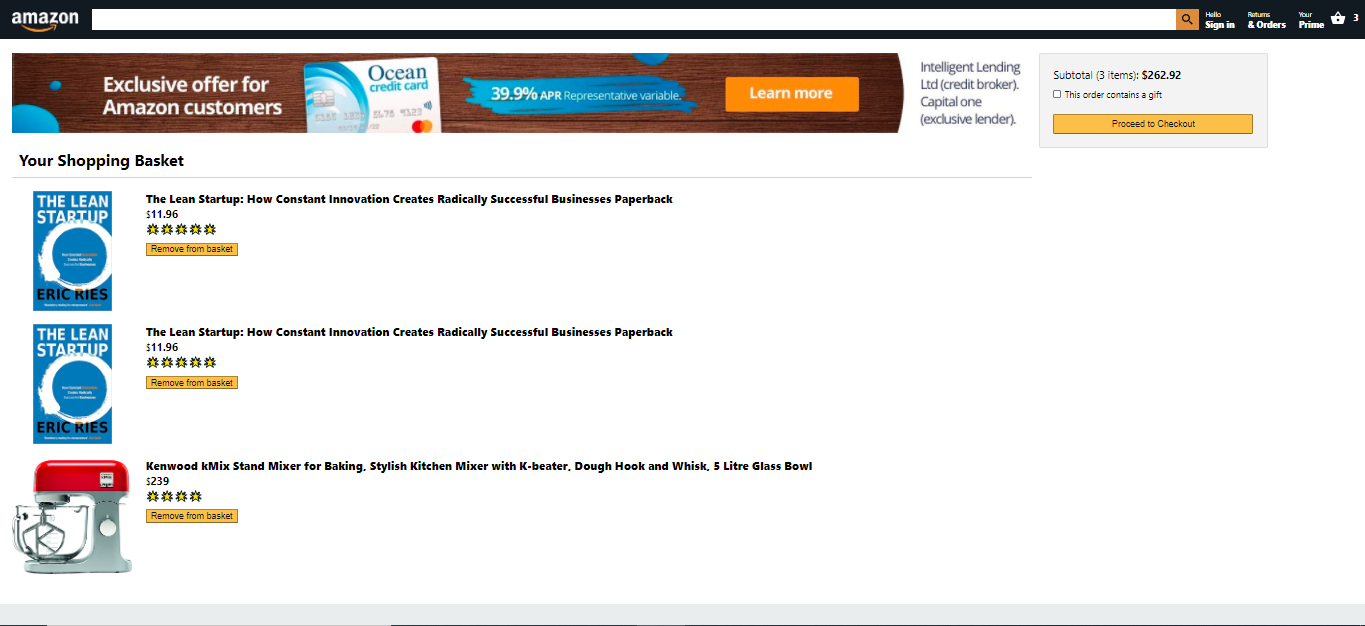 amazon
Hello
Sign in
Returns
& Orders
Your
Prime
3
Exclusive offer for
Amazon customers
Ocean
credit card
39.9% APR Representative variable.
Learn more
Intelligent Lending
Ltd (credit broker).
Capital one
(exclusive lender).
Subtotal (3 items): $262.92
This order contains a gift
Proceed to Checkout
Your Shopping Basket
THE LEAN
STARTUP
ERIC RIES
The Lean Startup: How Constant Innovation Creates Radically Successful Businesses Paperback
$11.96
Remove from basket
THE LEAN
STARTUP
ERIC RIES
The Lean Startup: How Constant Innovation Creates Radically Successful Businesses Paperback
$11.96
Remove from basket
Kenwood kMix Stand Mixer for Baking, Stylish Kitchen Mixer with K-beater, Dough Hook and Whisk, 5 Litre Glass Bowl
$239
Remove from basket